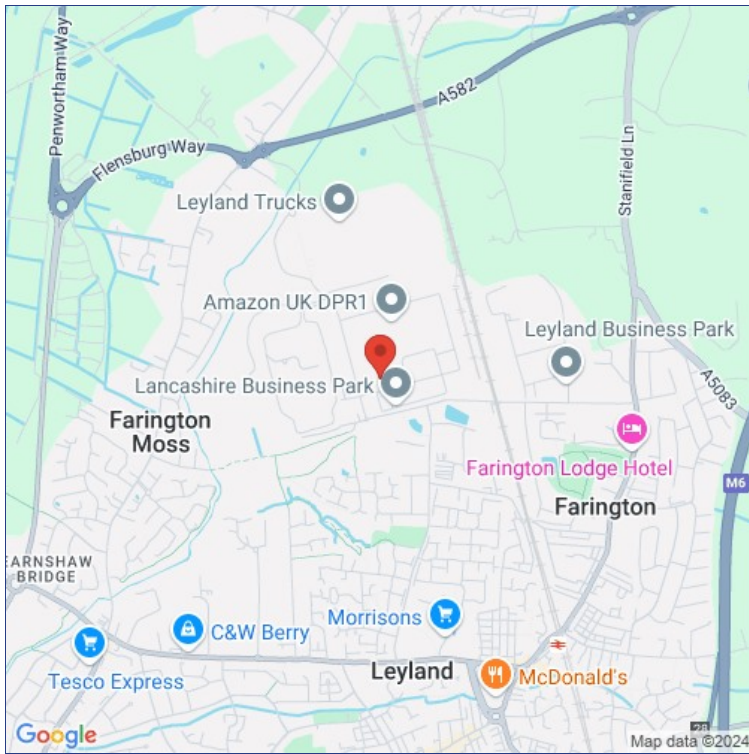 Penwortham Way
Flensburg Way
A582
Stanifield Ln
Leyland Trucks
Amazon UK DPR1
Leyland Business Park
Lancashire Business Park
A5083
Farington
Moss
Farington Lodge Hotel
Farington
M6
EARNSHAW
BRIDGE
C&W Berry
Morrisons
Tesco Express
Leyland
McDonald's
28
Google
Map data ©2024